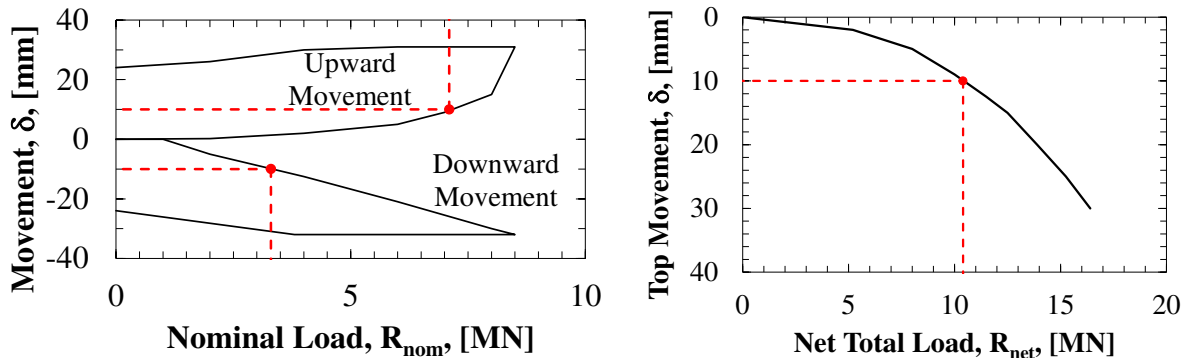 Movement, δ, [mm]
40
20
0
-20
-40
Upward
Movement
Downward
Movement
0
5
10
Nominal Load, Rnom, [MN]
Top Movement, δ, [mm]
0
10
20
30
40
0
5
10
15
20
Net Total Load, Rnet, [MN]